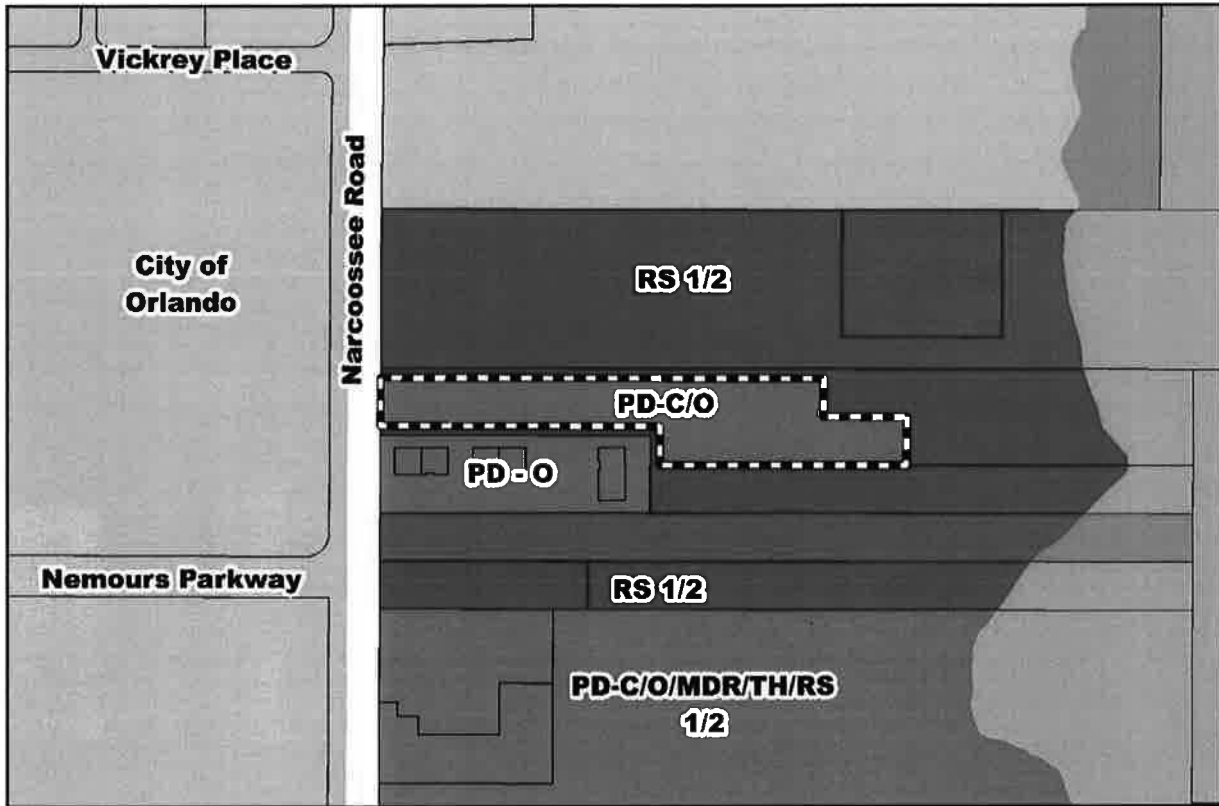 Vickrey Place
Narcoossee Road
City of
Orlando
RS 1/2
PD-C/O
PD - O
Nemours Parkway
RS 1/2
PD-C/O/MDR/TH/RS
1/2